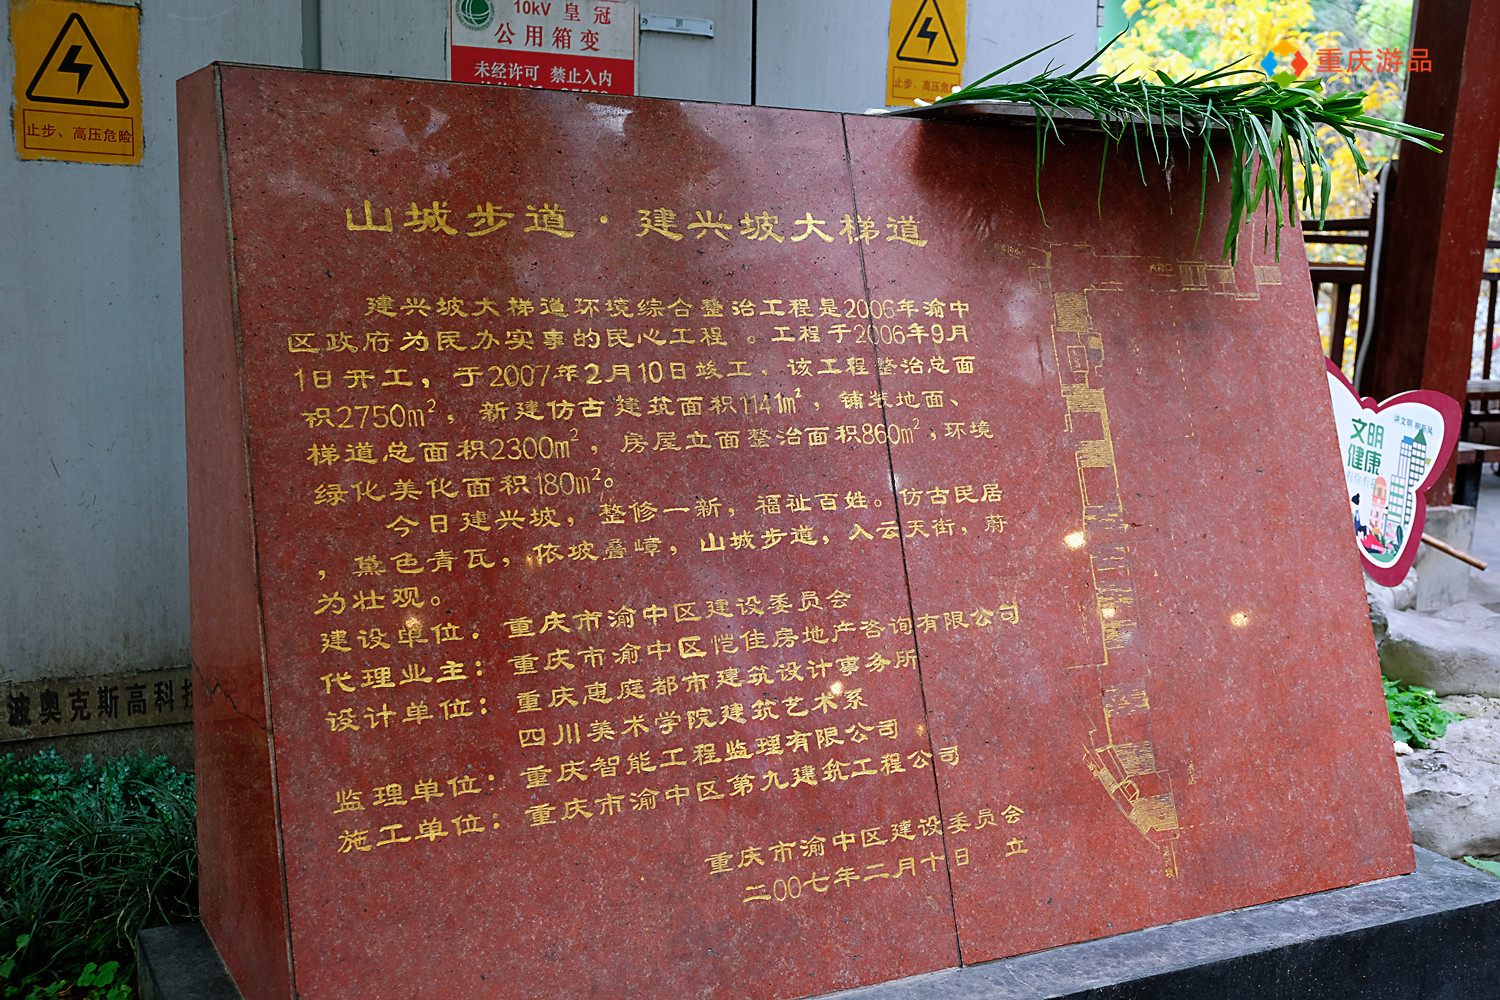 止步、高压危险
10kV 皇冠
公用箱变
未经许可 禁止入内
止步、高压危险
重庆游品
山城步道·建兴坡大梯道
建兴坡大梯道环境综合整治工程是2006年渝中
区政府为民办实事的民心工程。工程于2006年9月
1日开工，于2007年2月10日竣工，该工程整治总面
积2750m²，新建仿古建筑面积1141m²，铺装地面、
梯道总面积2300m²，房屋立面整治面积860m²，环境
绿化美化面积180m²。
今日建兴坡，整修一新，福祉百姓。仿古民居
，黛色青瓦，依坡叠嶂，山城步道，入云天街，蔚
为壮观。
建设单位：重庆市渝中区建设委员会
代理业主：重庆市渝中区恺佳房地产咨询有限公司
设计单位：重庆惠庭都市建筑设计事务所
四川美术学院建筑艺术系
监理单位：重庆智能工程监理有限公司
施工单位：重庆市渝中区第九建筑工程公司
重庆市渝中区建设委员会
二00七年二月十日 立
讲文明 树新风
文明
健康
波奥克斯高科技